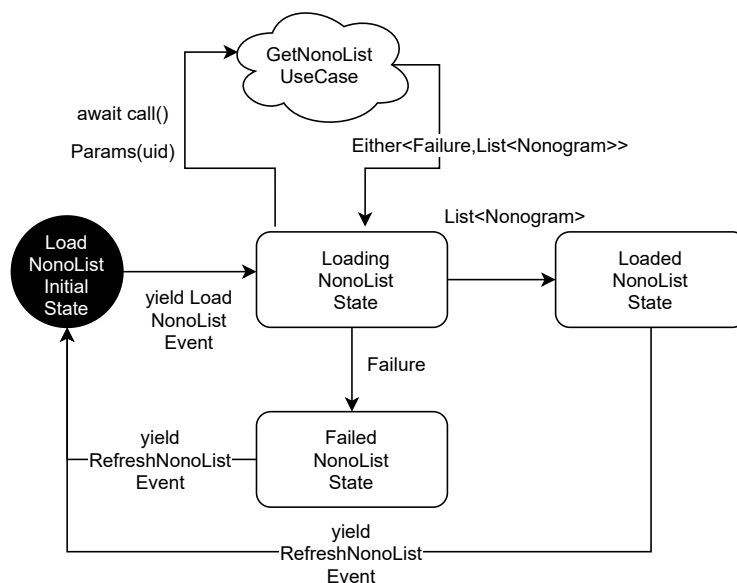 GetNonoList
UseCase
await call()
Params(uid)
Either<Failure,List<Nonogram>>
List<Nonogram>
Load
NonoList
Initial
State
yield Load
NonoList
Event
Loading
NonoList
State
Loaded
NonoList
State
Failure
yield
RefreshNonoList
Event
Failed
NonoList
State
yield
RefreshNonoList
Event